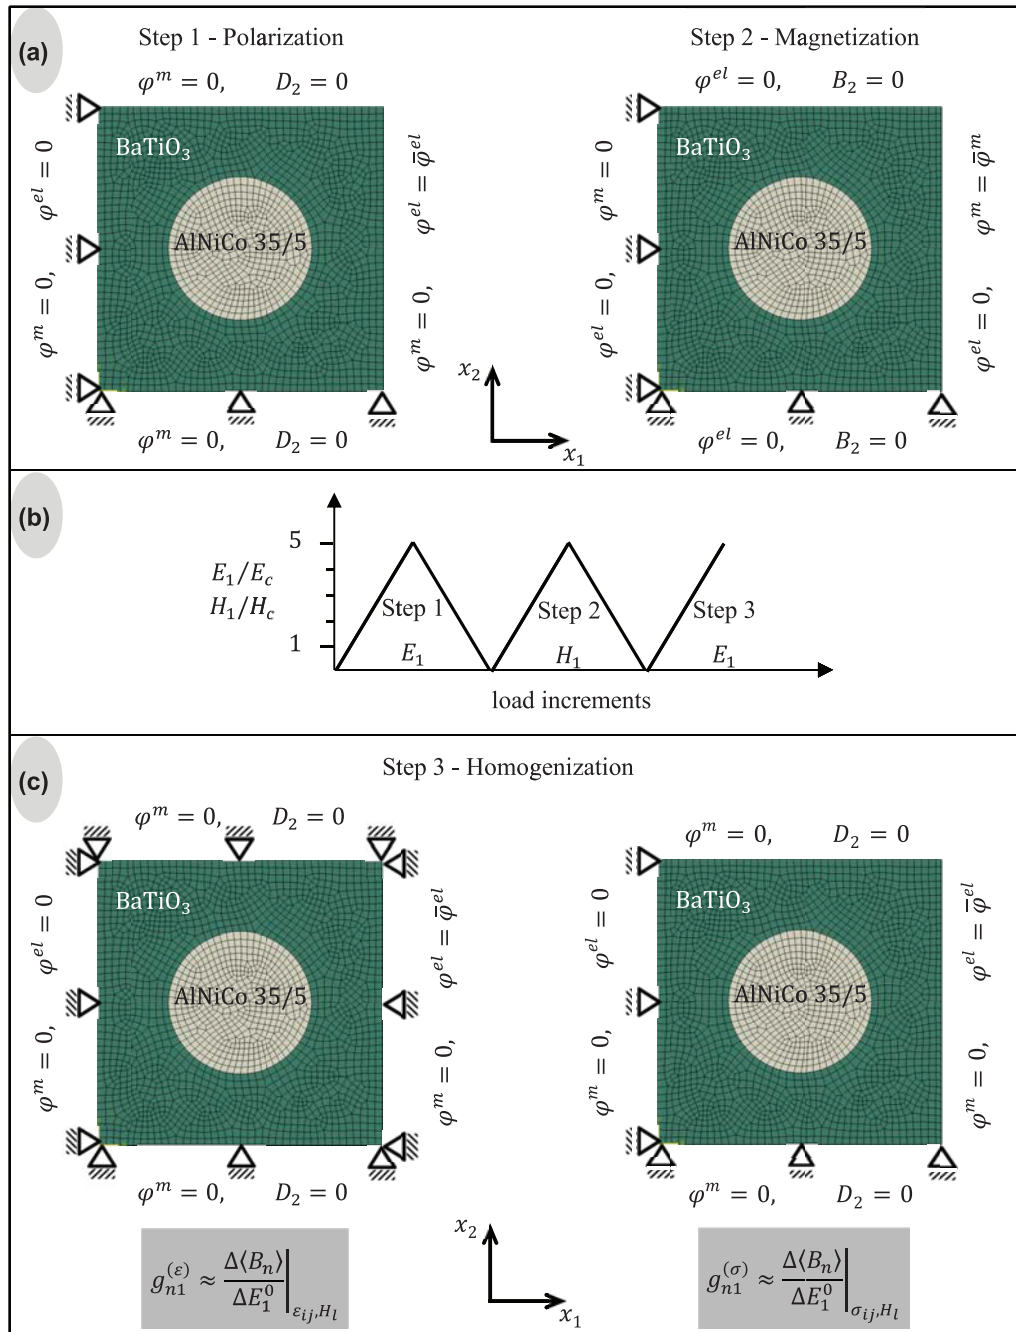 (a)
Step 1 - Polarization
φ^m = 0, D_2 = 0
φ^m = 0, φ^{el} = 0
BaTiO_3
AlNiCo 35/5
φ^m = 0, φ^{el} = φ̄^{el}
φ^m = 0, D_2 = 0
Step 2 - Magnetization
φ^{el} = 0, B_2 = 0
φ^{el} = 0, φ^m = 0
BaTiO_3
AlNiCo 35/5
φ^{el} = 0, φ^m = φ̄^m
φ^{el} = 0, B_2 = 0
x_2
x_1
(b)
5
E_1/E_c
H_1/H_c
1
Step 1
E_1
Step 2
H_1
Step 3
E_1
load increments
(c)
Step 3 - Homogenization
φ^m = 0, D_2 = 0
φ^m = 0, φ^{el} = 0
BaTiO_3
AlNiCo 35/5
φ^m = 0, φ^{el} = φ̄^{el}
φ^m = 0, D_2 = 0
φ^m = 0, D_2 = 0
φ^m = 0, φ^{el} = 0
BaTiO_3
AlNiCo 35/5
φ^m = 0, φ^{el} = φ̄^{el}
φ^m = 0, D_2 = 0
g_{n1}^{(ε)} ≈ Δ⟨B_n⟩/ΔE_1^0 |_{ε_{ij},H_l}
x_2
x_1
g_{n1}^{(σ)} ≈ Δ⟨B_n⟩/ΔE_1^0 |_{σ_{ij},H_l}